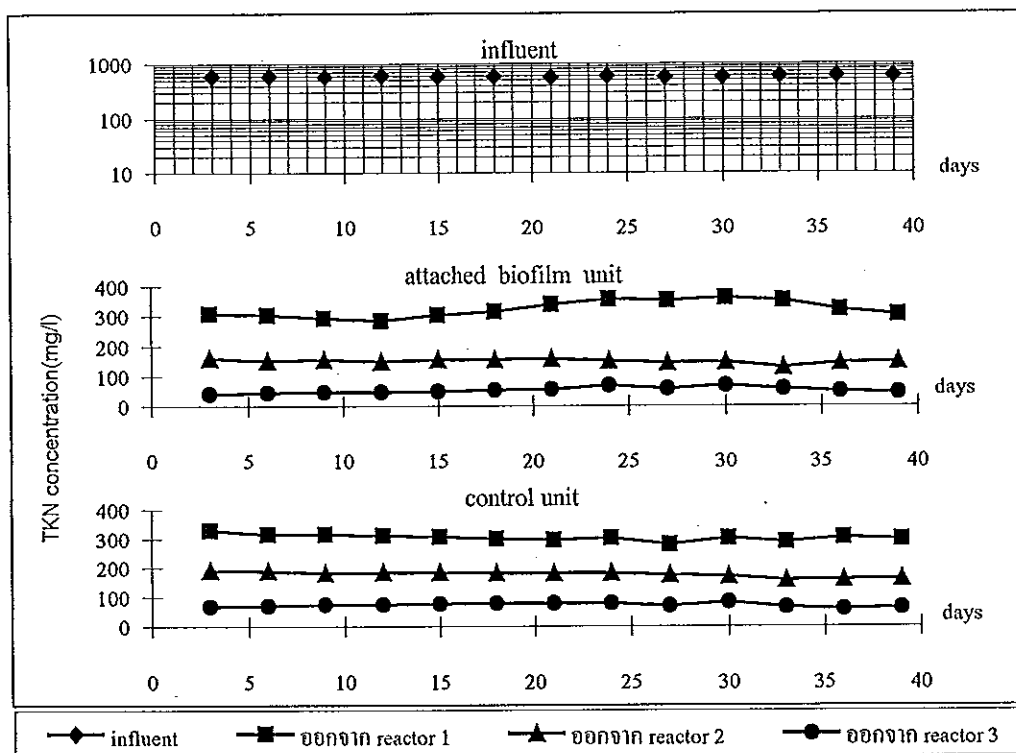 influent
1000
100
10
days
0 5 10 15 20 25 30 35 40
attached biofilm unit
400
300
200
100
0
days
0 5 10 15 20 25 30 35 40
TKN concentration(mg/l)
control unit
400
300
200
100
0
days
0 5 10 15 20 25 30 35 40
influent ออกจาก reactor 1 ออกจาก reactor 2 ออกจาก reactor 3